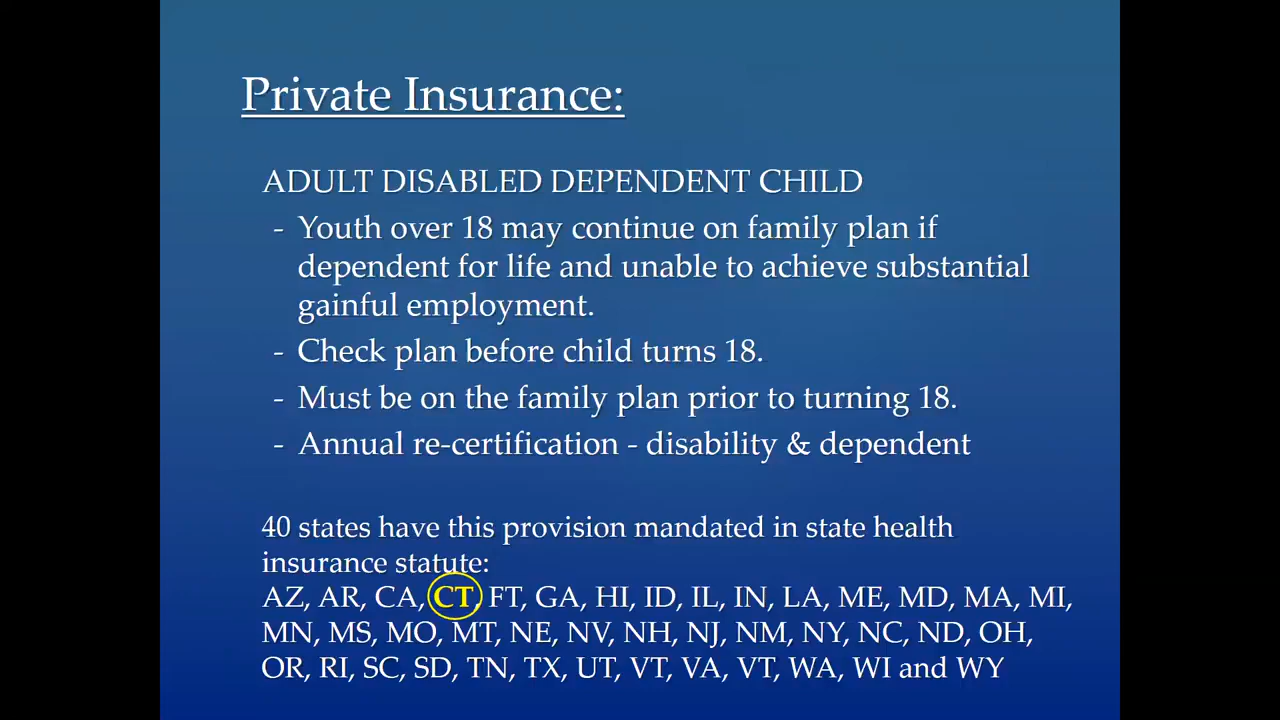 Private Insurance:
ADULT DISABLED DEPENDENT CHILD
- Youth over 18 may continue on family plan if
dependent for life and unable to achieve substantial
gainful employment.
- Check plan before child turns 18.
- Must be on the family plan prior to turning 18.
- Annual re-certification - disability & dependent
40 states have this provision mandated in state health
insurance statute:
AZ, AR, CA, CT, FT, GA, HI, ID, IL, IN, LA, ME, MD, MA, MI,
MN, MS, MO, MT, NE, NV, NH, NJ, NM, NY, NC, ND, OH,
OR, RI, SC, SD, TN, TX, UT, VT, VA, VT, WA, WI and WY